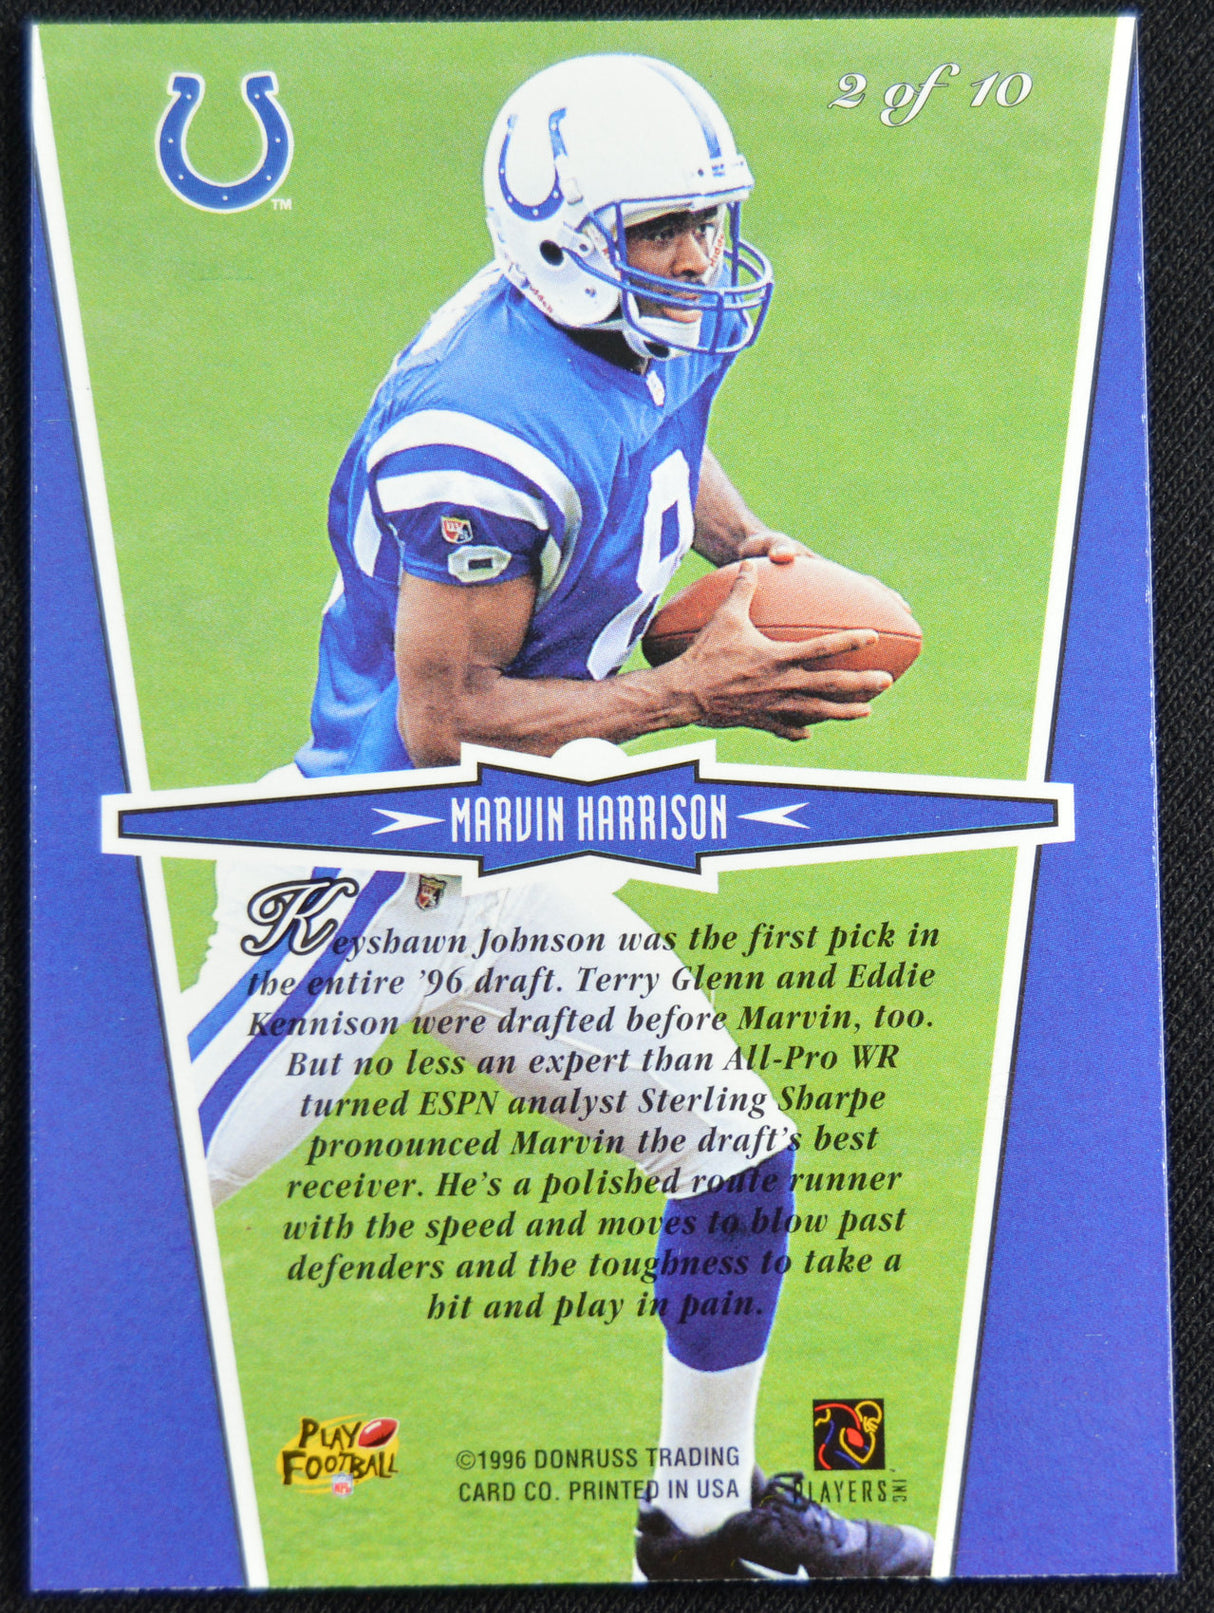 2 of 10
TM
MARVIN HARRISON
Keyshawn Johnson was the first pick in
the entire '96 draft. Terry Glenn and Eddie
Kennison were drafted before Marvin, too.
But no less an expert than All-Pro WR
turned ESPN analyst Sterling Sharpe
pronounced Marvin the draft's best
receiver. He's a polished route runner
with the speed and moves to blow past
defenders and the toughness to take a
hit and play in pain.
PLAY
FOOTBALL
NFL
©1996 DONRUSS TRADING
CARD CO. PRINTED IN USA
PLAYERS INC